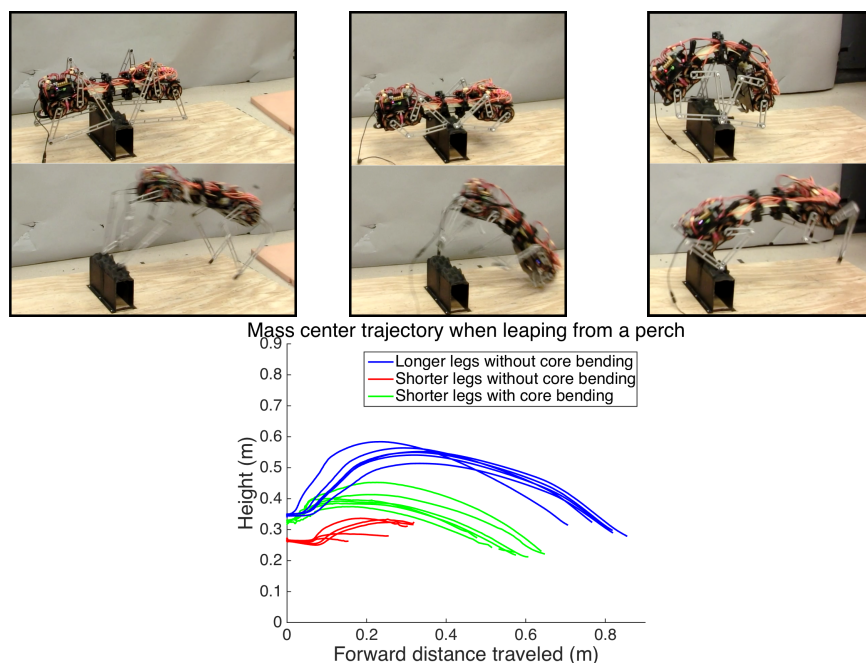 Mass center trajectory when leaping from a perch
Longer legs without core bending
Shorter legs without core bending
Shorter legs with core bending
Height (m)
0.9
0.8
0.7
0.6
0.5
0.4
0.3
0.2
0.1
0
0 0.2 0.4 0.6 0.8
Forward distance traveled (m)